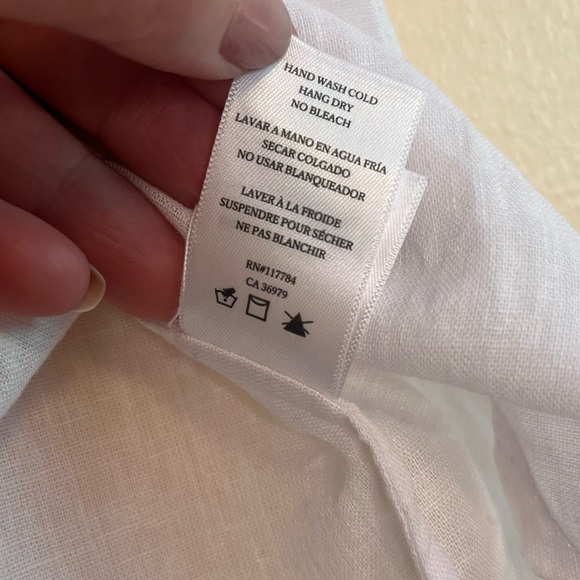 HAND WASH COLD
HANG DRY
NO BLEACH
LAVAR A MANO EN AGUA FRÍA
SECAR COLGADO
NO USAR BLANQUEADOR
LAVER À LA FROIDE
SUSPENDRE POUR SÉCHER
NE PAS BLANCHIR
RN#117784
CA 36979